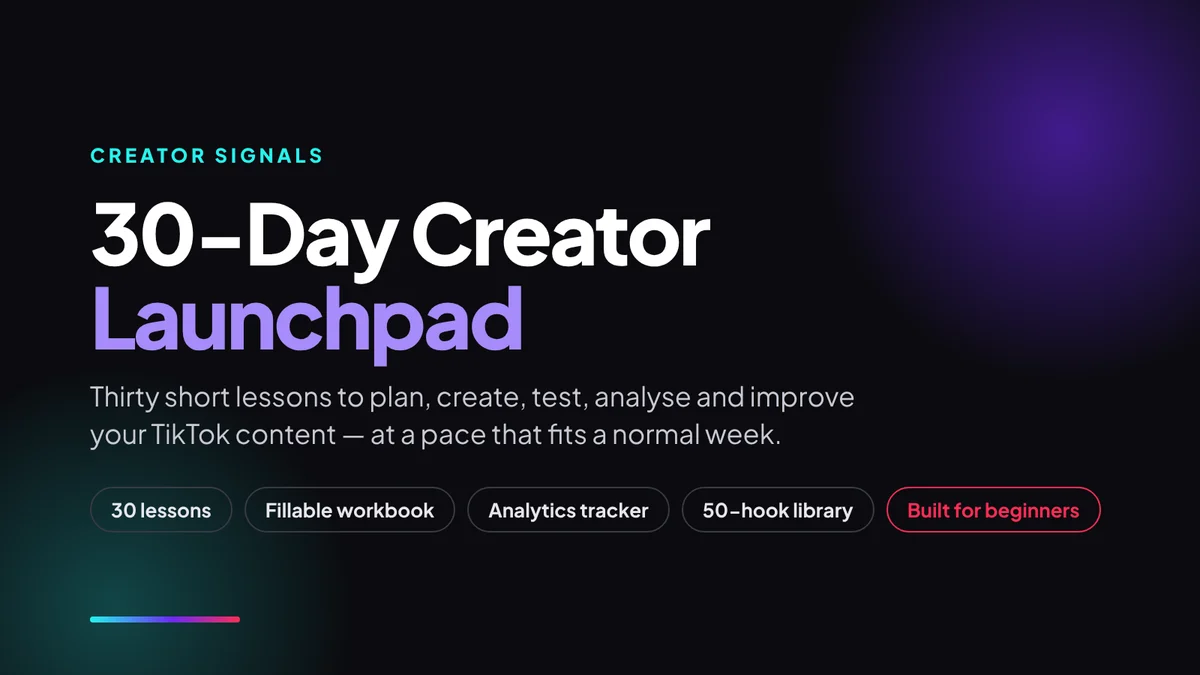 CREATOR SIGNALS
30-Day Creator
Launchpad
Thirty short lessons to plan, create, test, analyse and improve
your TikTok content — at a pace that fits a normal week.
30 lessons
Fillable workbook
Analytics tracker
50-hook library
Built for beginners